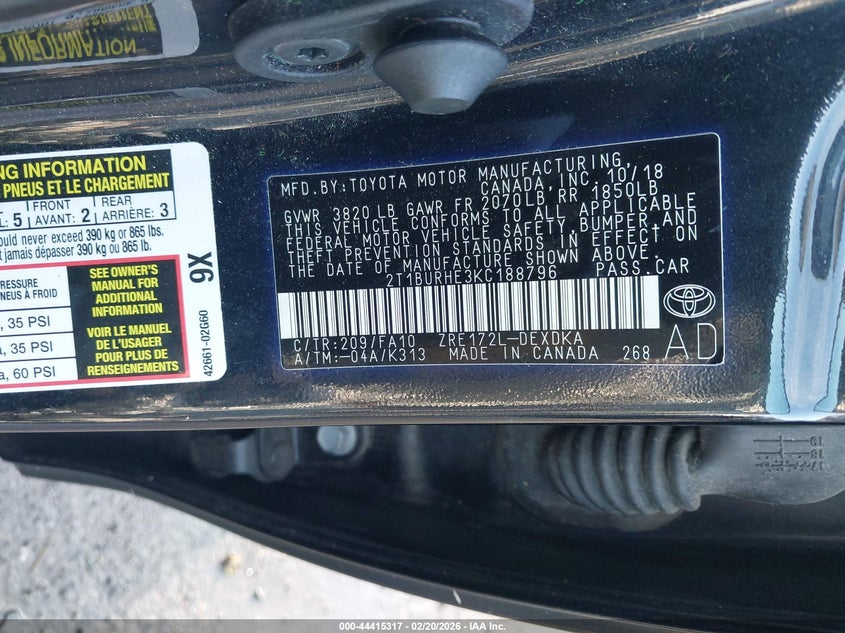 INFORMATION
NG INFORMATION
PNEUS ET LE CHARGEMENT
L: 5 FRONT AVANT: 2 REAR ARRIÈRE: 3
ould never exceed 390 kg or 865 lbs.
t jamais dépasser 390 kg ou 865 lb.
RESSURE
NEUS À FROID
, 35 PSI
a, 35 PSI
a, 60 PSI
SEE OWNER'S
MANUAL FOR
ADDITIONAL
INFORMATION
VOIR LE MANUEL
DE L'USAGER
POUR PLUS DE
RENSEIGNEMENTS
9X
42661-02G60
MFD.BY:TOYOTA MOTOR MANUFACTURING,
CANADA, INC. 10/18
GVWR 3820 LB GAWR FR 2070LB RR 1850LB
THIS VEHICLE CONFORMS TO ALL APPLICABLE
FEDERAL MOTOR VEHICLE SAFETY,BUMPER,AND
THEFT PREVENTION STANDARDS IN EFFECT ON
THE DATE OF MANUFACTURE SHOWN ABOVE.
2T1BURHE3KC188796 PASS.CAR
C/TR:209/FA10 ZRE172L-DEXDKA
A/TM:-04A/K313 MADE IN CANADA 268
AD
17 18 19
000-44415317 - 02/20/2026 - IAA Inc.